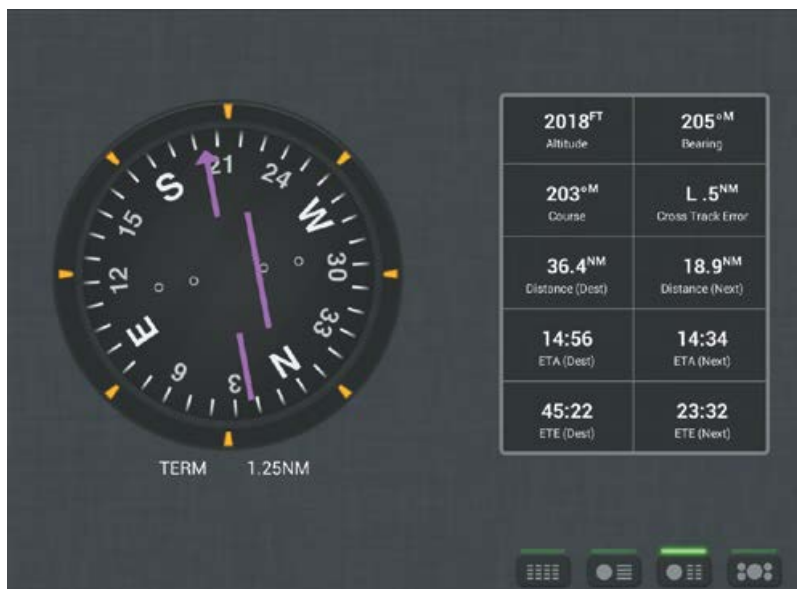 21
24
W
30
33
N
3
6
E
12
15
S
TERM 1.25NM
2018FT 205°M
Altitude Bearing
203°M L .5NM
Course Cross Track Error
36.4NM 18.9NM
Distance (Dest) Distance (Next)
14:56 14:34
ETA (Dest) ETA (Next)
45:22 23:32
ETE (Dest) ETE (Next)